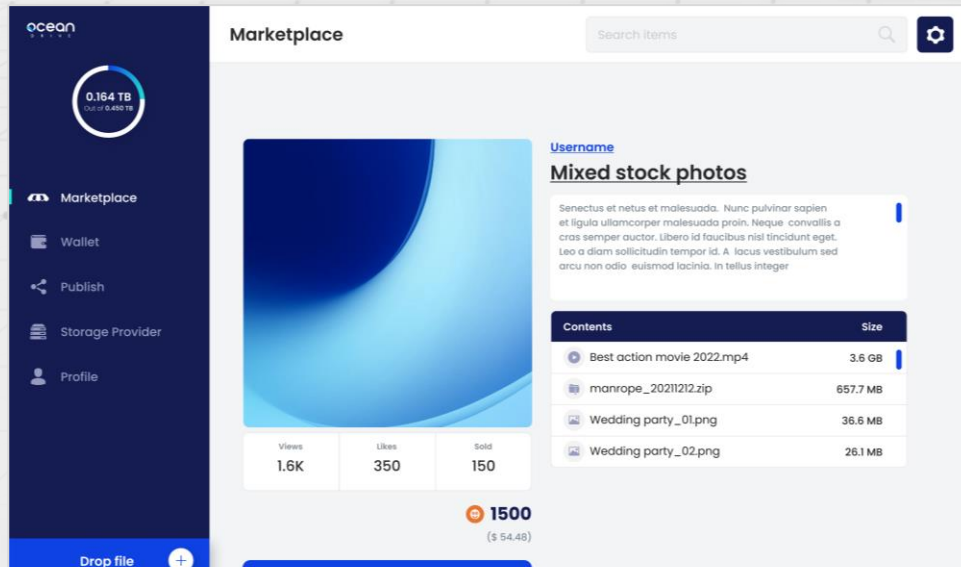 ocean
DRIVE
0.164 TB
Out of 0.450 TB
Marketplace
Wallet
Publish
Storage Provider
Profile
Drop file
Marketplace
Search items
Views
1.6K
Likes
350
Sold
150
1500
($ 54.48)
Username
Mixed stock photos
Senectus et netus et malesuada. Nunc pulvinar sapien
et ligula ullamcorper malesuada proin. Neque convallis a
cras semper auctor. Libero id faucibus nisl tincidunt eget.
Leo a diam sollicitudin tempor id. A lacus vestibulum sed
arcu non odio euismod lacinia. In tellus integer
Contents Size
Best action movie 2022.mp4 3.6 GB
manrope_20211212.zip 657.7 MB
Wedding party_01.png 36.6 MB
Wedding party_02.png 26.1 MB